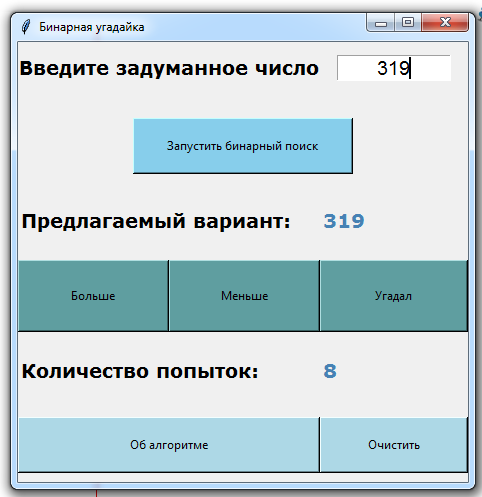 Бинарная угадайка
Введите задуманное число 319
Запустить бинарный поиск
Предлагаемый вариант: 319
Больше Меньше Угадал
Количество попыток: 8
Об алгоритме Очистить